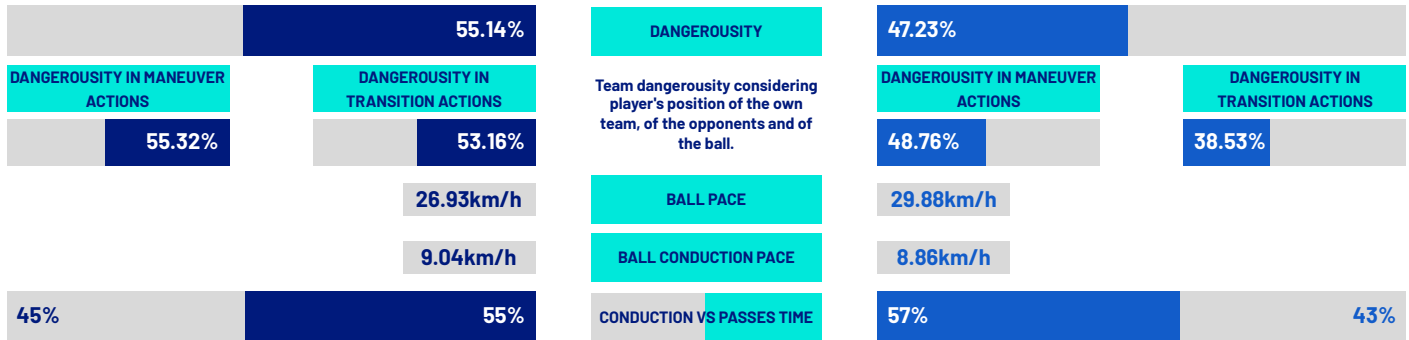 55.14%
DANGEROUSITY
47.23%
DANGEROUSITY IN MANEUVER
ACTIONS
DANGEROUSITY IN
TRANSITION ACTIONS
Team dangerousity considering
player's position of the own
team, of the opponents and of
the ball.
DANGEROUSITY IN MANEUVER
ACTIONS
DANGEROUSITY IN
TRANSITION ACTIONS
55.32%
53.16%
48.76%
38.53%
26.93km/h
BALL PACE
29.88km/h
9.04km/h
BALL CONDUCTION PACE
8.86km/h
45%
55%
CONDUCTION VS PASSES TIME
57%
43%